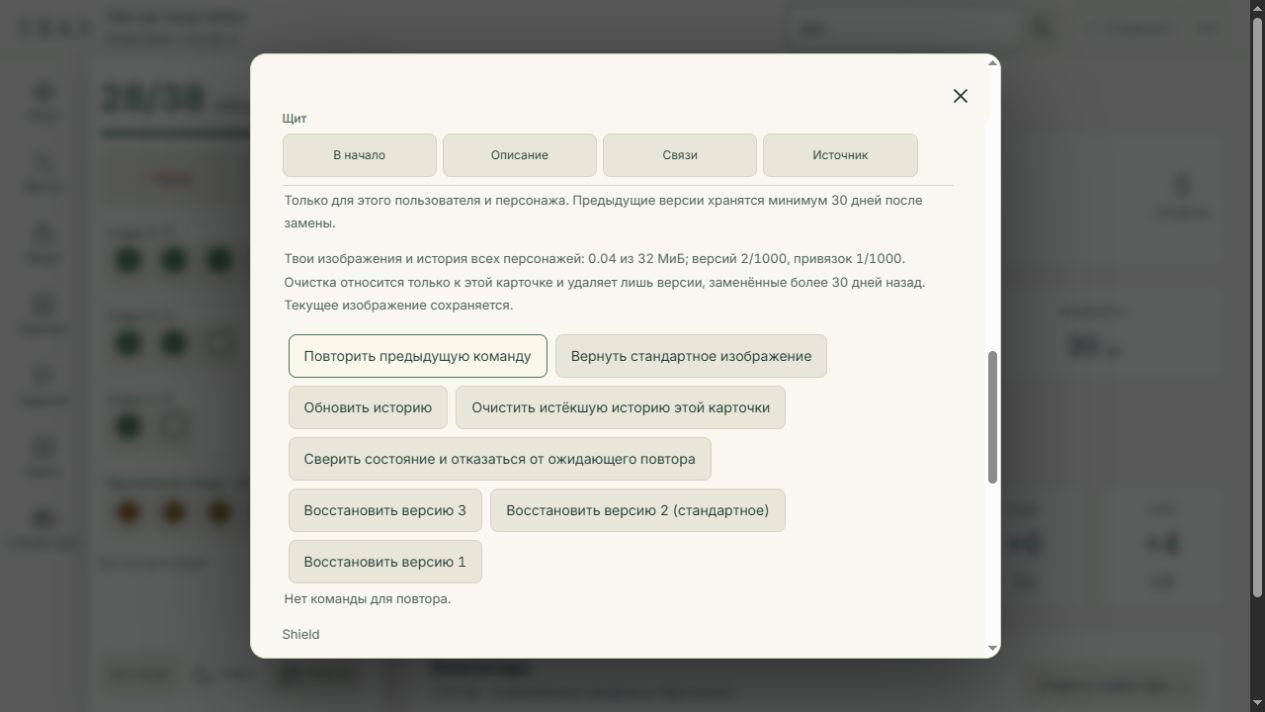 28/38
Щит
В начало
Описание
Связи
Источник
Только для этого пользователя и персонажа. Предыдущие версии хранятся минимум 30 дней после
замены.
Твои изображения и история всех персонажей: 0.04 из 32 МиБ; версий 2/1000, привязок 1/1000.
Очистка относится только к этой карточке и удаляет лишь версии, заменённые более 30 дней назад.
Текущее изображение сохраняется.
Повторить предыдущую команду
Вернуть стандартное изображение
Обновить историю
Очистить истёкшую историю этой карточки
Сверить состояние и отказаться от ожидающего повтора
Восстановить версию 3
Восстановить версию 2 (стандартное)
Восстановить версию 1
Нет команды для повтора.
Shield